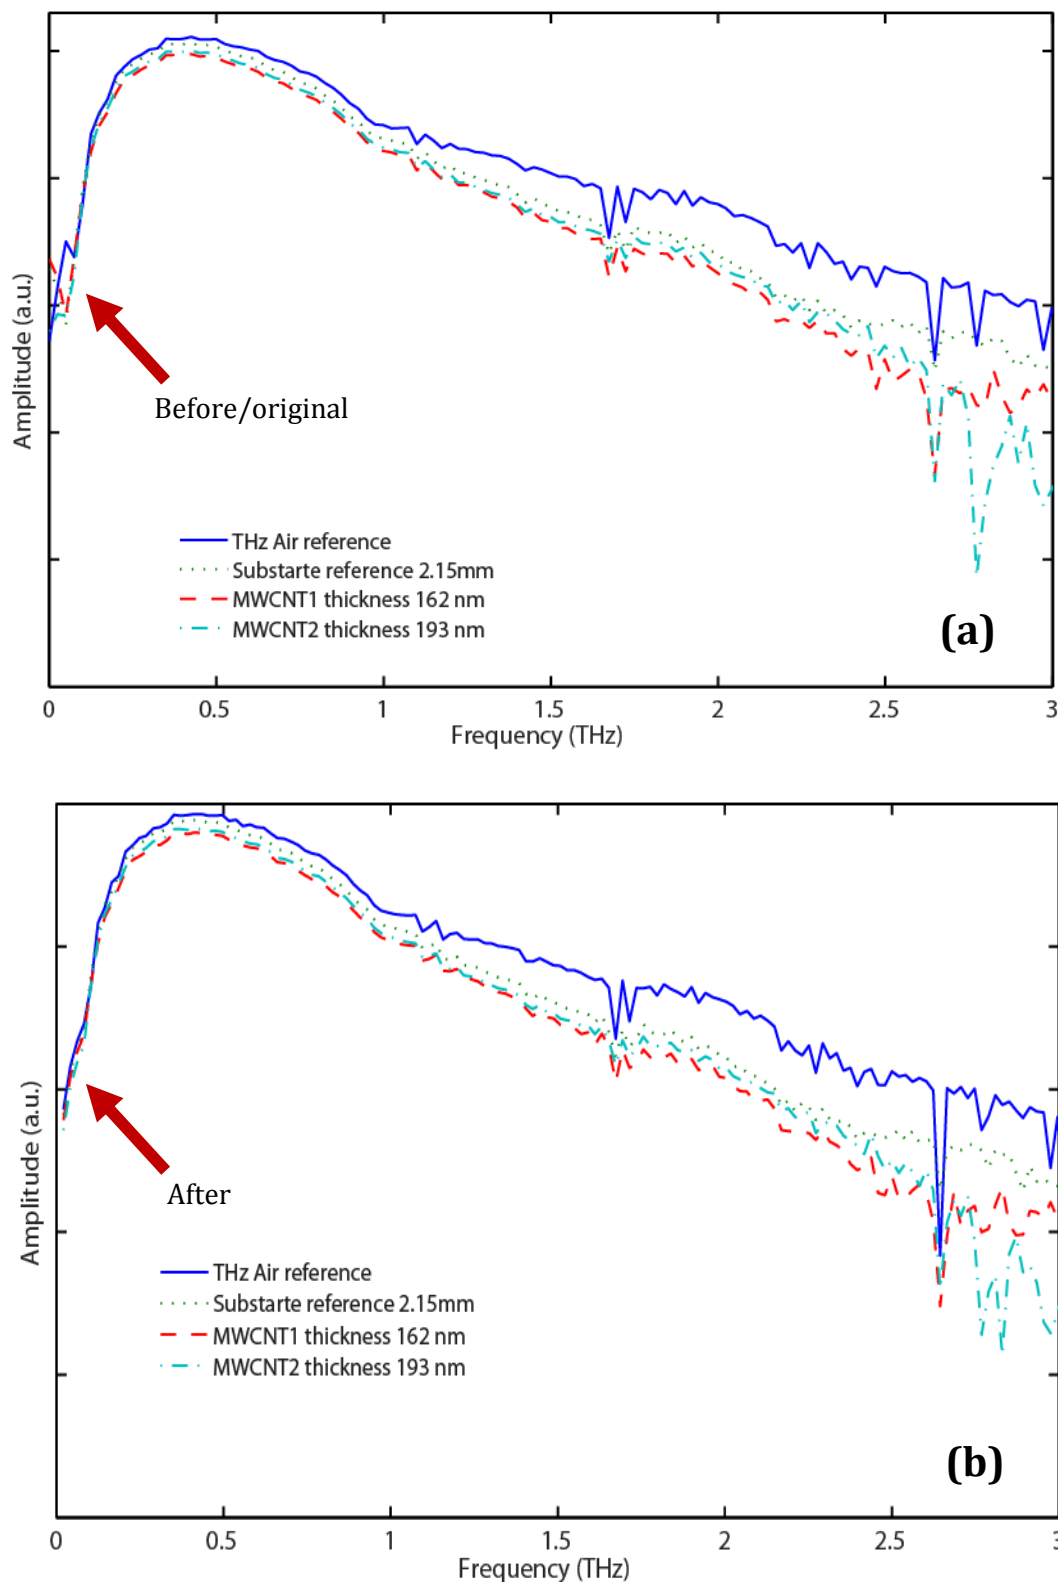 Amplitude (a.u.)
Before/original
THz Air reference
Substarte reference 2.15mm
MWCNT1 thickness 162 nm
MWCNT2 thickness 193 nm
(a)
0 0.5 1 1.5 2 2.5 3
Frequency (THz)
Amplitude (a.u.)
After
THz Air reference
Substarte reference 2.15mm
MWCNT1 thickness 162 nm
MWCNT2 thickness 193 nm
(b)
0 0.5 1 1.5 2 2.5 3
Frequency (THz)